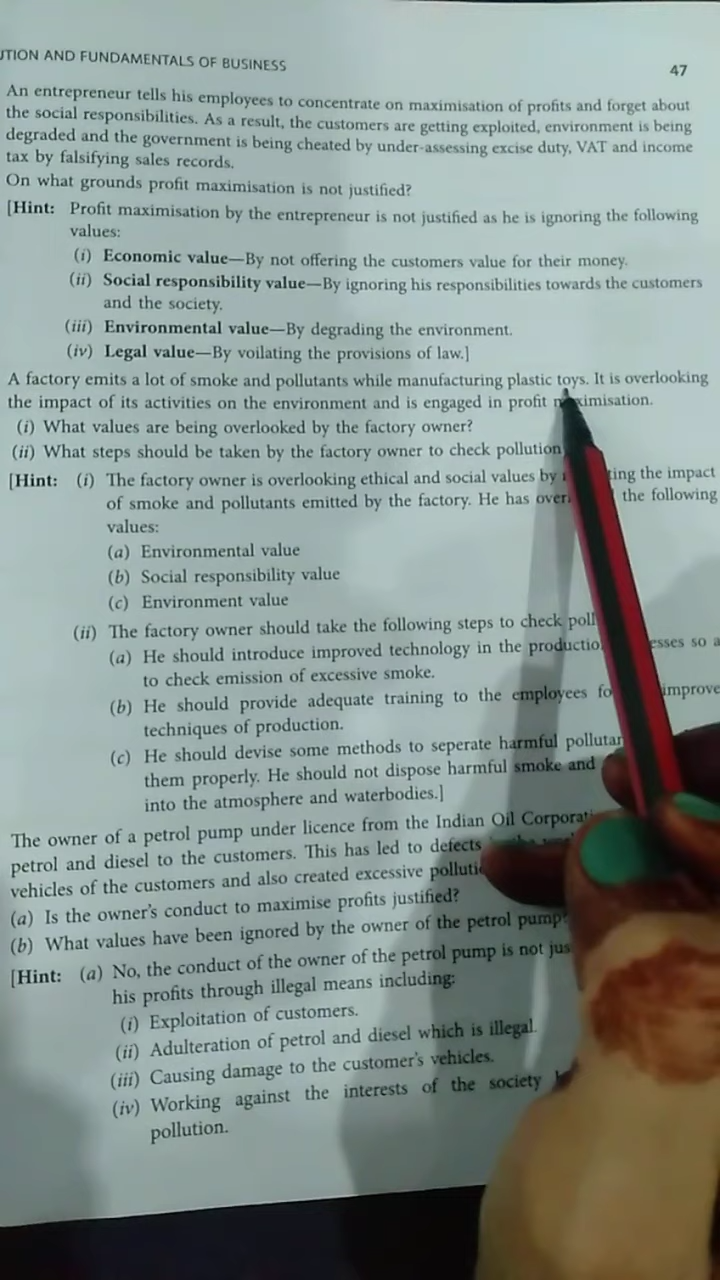 UTION AND FUNDAMENTALS OF BUSINESS
47
An entrepreneur tells his employees to concentrate on maximisation of profits and forget about
the social responsibilities. As a result, the customers are getting exploited, environment is being
degraded and the government is being cheated by under-assessing excise duty, VAT and income
tax by falsifying sales records.
On what grounds profit maximisation is not justified?
[Hint: Profit maximisation by the entrepreneur is not justified as he is ignoring the following
values:
(i) Economic value—By not offering the customers value for their money.
(ii) Social responsibility value—By ignoring his responsibilities towards the customers
and the society.
(iii) Environmental value—By degrading the environment.
(iv) Legal value—By voilating the provisions of law.]
A factory emits a lot of smoke and pollutants while manufacturing plastic toys. It is overlooking
the impact of its activities on the environment and is engaged in profit maximisation.
(i) What values are being overlooked by the factory owner?
(ii) What steps should be taken by the factory owner to check pollution
[Hint: (i) The factory owner is overlooking ethical and social values by ting the impact
of smoke and pollutants emitted by the factory. He has over the following
values:
(a) Environmental value
(b) Social responsibility value
(c) Environment value
(ii) The factory owner should take the following steps to check poll
(a) He should introduce improved technology in the productio esses so a
to check emission of excessive smoke.
(b) He should provide adequate training to the employees fo improve
techniques of production.
(c) He should devise some methods to seperate harmful pollutan
them properly. He should not dispose harmful smoke and
into the atmosphere and waterbodies.]
The owner of a petrol pump under licence from the Indian Oil Corporati
petrol and diesel to the customers. This has led to defects
vehicles of the customers and also created excessive polluti
(a) Is the owner's conduct to maximise profits justified?
(b) What values have been ignored by the owner of the petrol pump?
[Hint: (a) No, the conduct of the owner of the petrol pump is not jus
his profits through illegal means including:
(i) Exploitation of customers.
(ii) Adulteration of petrol and diesel which is illegal.
(iii) Causing damage to the customer's vehicles.
(iv) Working against the interests of the society
pollution.